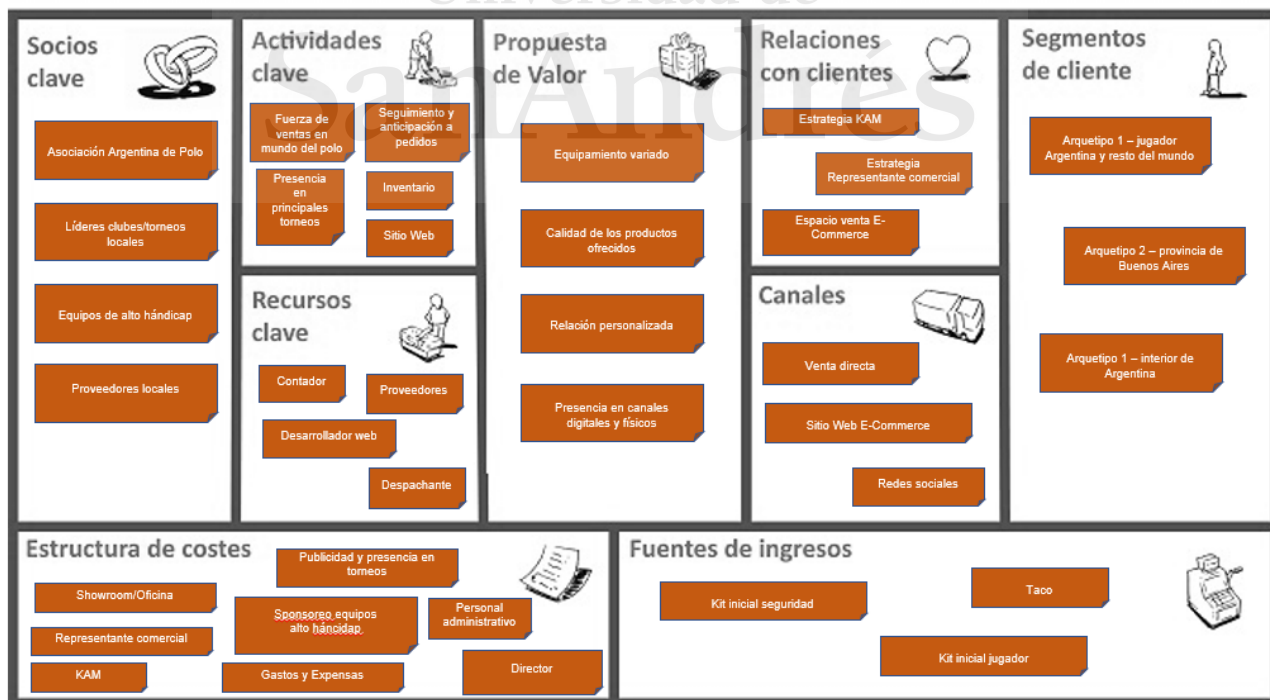 Universidad de
SanAndrés
Socios
clave
Asociación Argentina de Polo
Líderes clubes/torneos
locales
Equipos de alto hándicap
Proveedores locales
Actividades
clave
Fuerza de
ventas en
mundo del polo
Seguimiento y
anticipación a
pedidos
Presencia
en
principales
torneos
Inventario
Sitio Web
Recursos
clave
Contador
Proveedores
Desarrollador web
Despachante
Propuesta
de Valor
Equipamiento variado
Calidad de los productos
ofrecidos
Relación personalizada
Presencia en canales
digitales y físicos
Relaciones
con clientes
Estrategia KAM
Estrategia
Representante comercial
Espacio venta E-
Commerce
Canales
Venta directa
Sitio Web E-Commerce
Redes sociales
Segmentos
de cliente
Arquetipo 1 – jugador
Argentina y resto del mundo
Arquetipo 2 – provincia de
Buenos Aires
Arquetipo 1 – interior de
Argentina
Estructura de costes
Publicidad y presencia en
torneos
Showroom/Oficina
Sponsoreo equipos
alto háncidap
Personal
administrativo
Representante comercial
KAM
Gastos y Expensas
Director
Fuentes de ingresos
Kit inicial seguridad
Taco
Kit inicial jugador